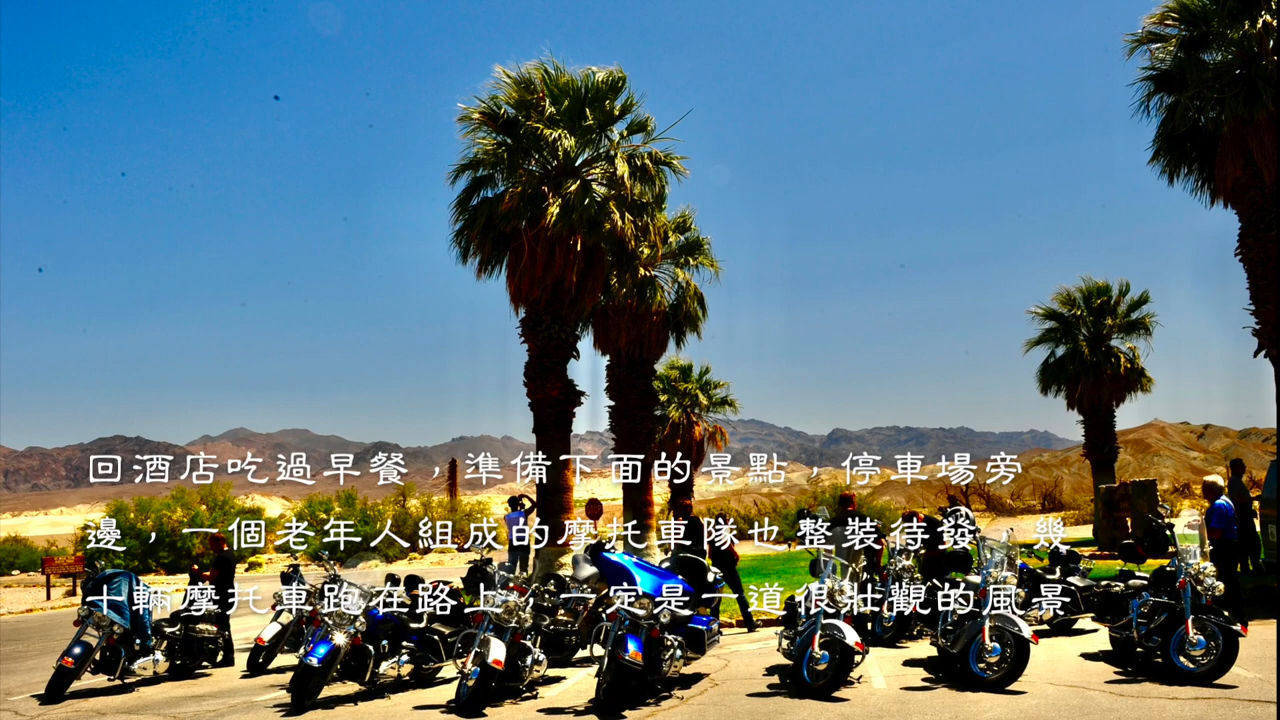 回酒店吃過早餐，準備下面的景點，停車場旁
邊，一個老年人組成的摩托車隊也整裝待發，幾
十輛摩托車跑在路上，一定是一道很壯觀的風景